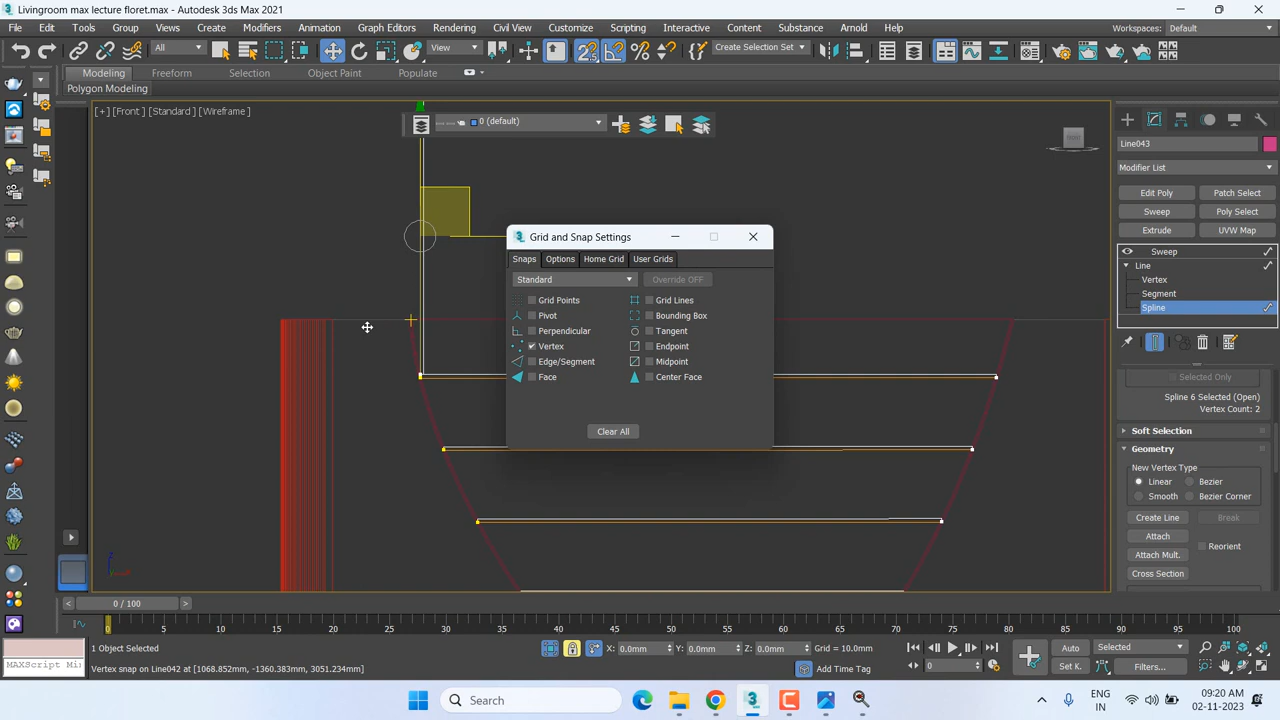 Livingroom max lecture floret.max - Autodesk 3ds Max 2021
File Edit Tools Group Views Create Modifiers Animation Graph Editors Rendering Civil View Customize Scripting Interactive Content Substance Arnold Help
Workspaces: Default
All View Create Selection Set
Modeling Freeform Selection Object Paint Populate
Polygon Modeling
[+] [Front] [Standard] [Wireframe]
0 (default)
Grid and Snap Settings
Snaps Options Home Grid User Grids
Standard Override OFF
Grid Points Grid Lines
Pivot Bounding Box
Perpendicular Tangent
Vertex Endpoint
Edge/Segment Midpoint
Face Center Face
Clear All
Line043
Modifier List
Edit Poly Patch Select
Sweep Poly Select
Extrude UVW Map
Sweep
Line
Vertex
Segment
Spline
Selected Only
Spline 6 Selected (Open)
Vertex Count: 2
Soft Selection
Geometry
New Vertex Type
Linear Bezier
Smooth Bezier Corner
Create Line Break
Attach
Attach Mult. Reorient
Cross Section
0 / 100
0 5 10 15 20 25 30 35 40 45 50 55 60 65 70 75 80 85 90 95 100
1 Object Selected
X: 0.0mm Y: 0.0mm Z: 0.0mm Grid = 10.0mm
Auto Selected
MAXScript Mi
Vertex snap on Line042 at [1068.852mm, -1360.383mm, 3051.234mm]
Add Time Tag
0 Set K. Filters...
Search
ENG
IN
09:20 AM
02-11-2023